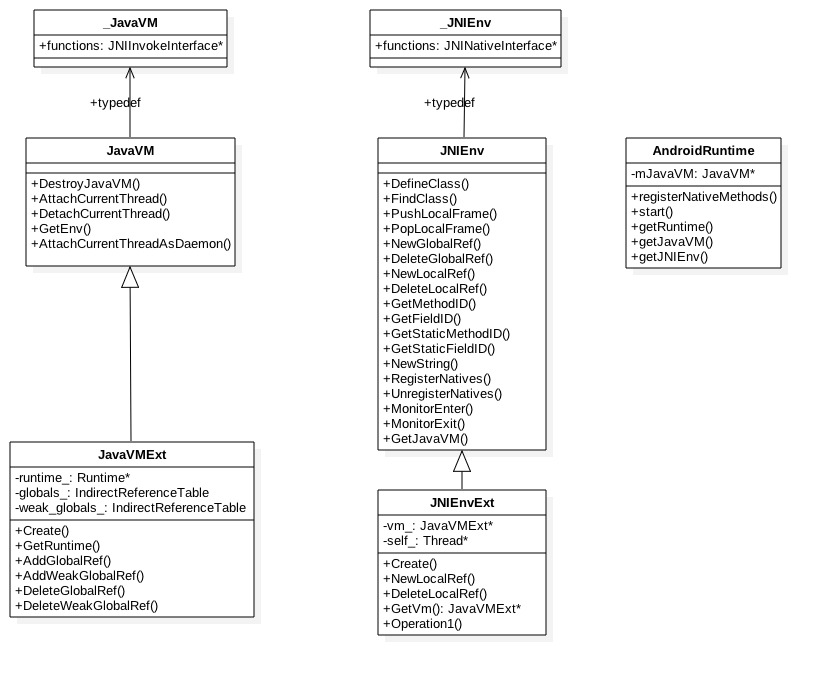 _JavaVM
+functions: JNIInvokeInterface*
+typedef
JavaVM
+DestroyJavaVM()
+AttachCurrentThread()
+DetachCurrentThread()
+GetEnv()
+AttachCurrentThreadAsDaemon()
JavaVMExt
-runtime_: Runtime*
-globals_: IndirectReferenceTable
-weak_globals_: IndirectReferenceTable
+Create()
+GetRuntime()
+AddGlobalRef()
+AddWeakGlobalRef()
+DeleteGlobalRef()
+DeleteWeakGlobalRef()
_JNIEnv
+functions: JNINativeInterface*
+typedef
JNIEnv
+DefineClass()
+FindClass()
+PushLocalFrame()
+PopLocalFrame()
+NewGlobalRef()
+DeleteGlobalRef()
+NewLocalRef()
+DeleteLocalRef()
+GetMethodID()
+GetFieldID()
+GetStaticMethodID()
+GetStaticFieldID()
+NewString()
+RegisterNatives()
+UnregisterNatives()
+MonitorEnter()
+MonitorExit()
+GetJavaVM()
JNIEnvExt
-vm_: JavaVMExt*
-self_: Thread*
+Create()
+NewLocalRef()
+DeleteLocalRef()
+GetVm(): JavaVMExt*
+Operation1()
AndroidRuntime
-mJavaVM: JavaVM*
+registerNativeMethods()
+start()
+getRuntime()
+getJavaVM()
+getJNIEnv()